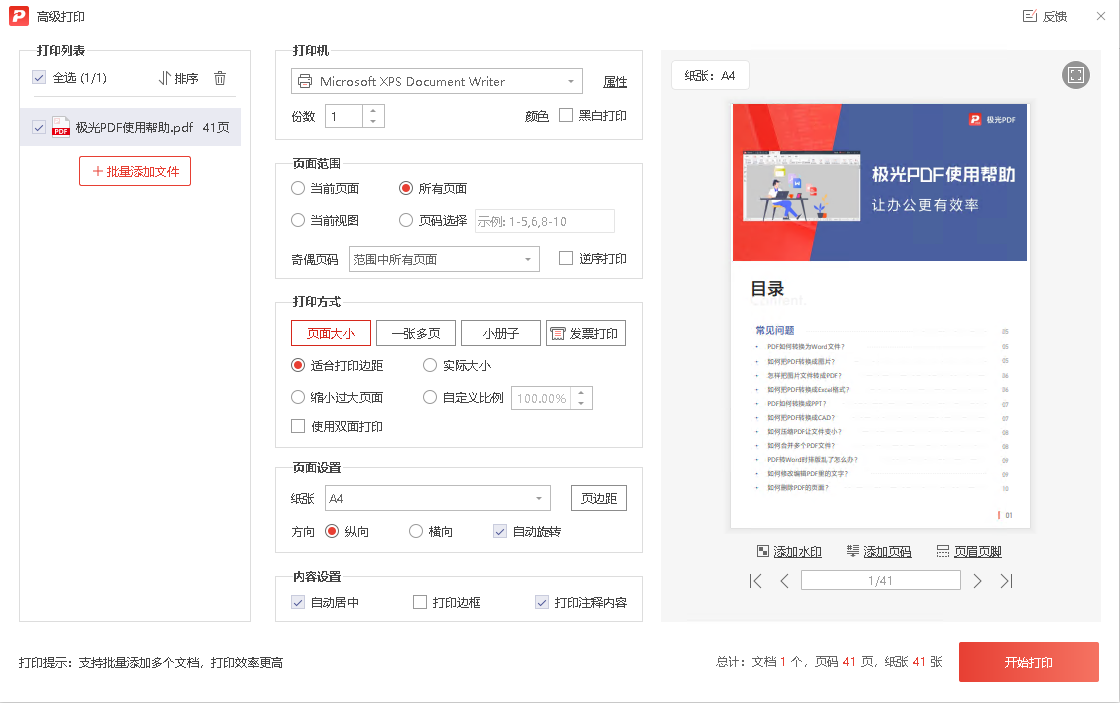 高级打印
反馈
打印列表
全选 (1/1)
排序
极光PDF使用帮助.pdf 41页
批量添加文件
打印机
Microsoft XPS Document Writer
属性
份数 1
颜色 黑白打印
页面范围
当前页面 所有页面
当前视图 页码选择 示例: 1-5,6,8-10
奇偶页码 范围中所有页面 逆序打印
打印方式
页面大小 一张多页 小册子 发票打印
适合打印边距 实际大小
缩小过大页面 自定义比例 100.00%
使用双面打印
页面设置
纸张 A4 页边距
方向 纵向 横向 自动旋转
内容设置
自动居中 打印边框 打印注释内容
纸张：A4
极光PDF
极光PDF使用帮助
让办公更有效率
目录
Content.
常见问题 05
PDF如何转换为Word文件？ 05
如何把PDF转换成图片？ 05
怎样把图片文件转成PDF？ 06
如何把PDF转换成Excel格式？ 06
PDF如何转换成PPT？ 07
如何把PDF转换成CAD？ 07
如何压缩PDF让文件变小？ 08
如何合并多个PDF文件？ 08
PDF转Word时排版乱了怎么办？ 09
如何修改编辑PDF里的文字？ 09
如何删除PDF的页面？ 10
01
添加水印 添加页码 页眉页脚
1/41
打印提示：支持批量添加多个文档，打印效率更高
总计：文档 1 个，页码 41 页，纸张 41 张
开始打印